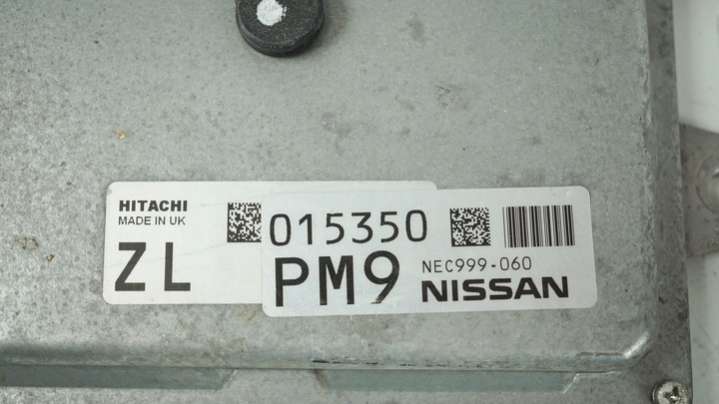 HITACHI
MADE IN UK
ZL
015350
PM9
NEC999-060
NISSAN